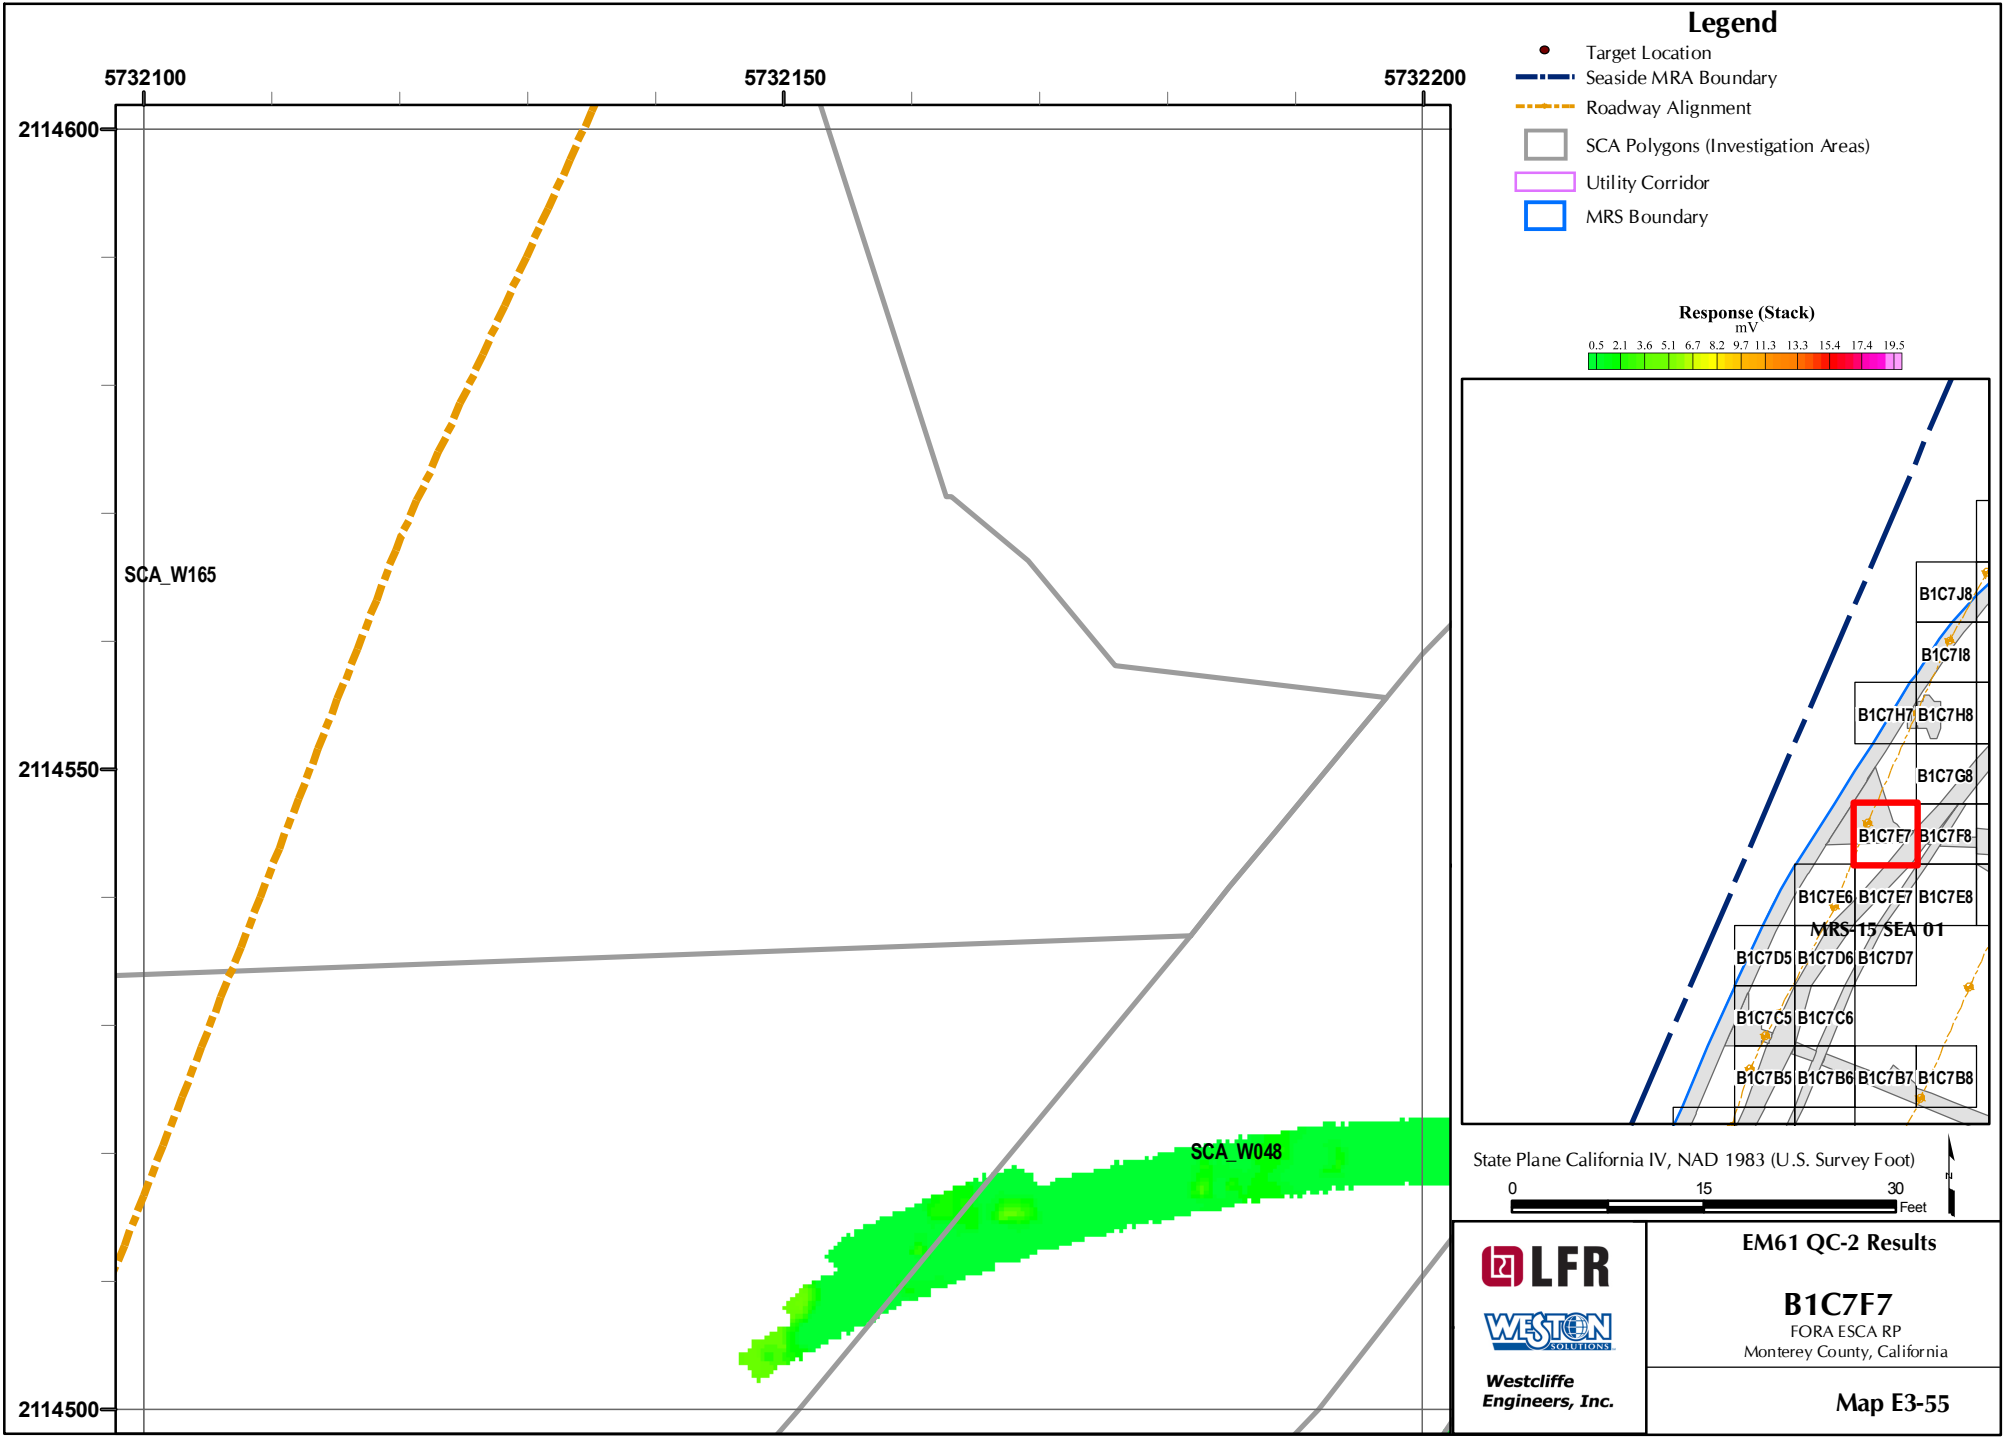 5732100
5732150
5732200
2114600
2114550
2114500
SCA_W165
SCA_W048
Legend
Target Location
Seaside MRA Boundary
Roadway Alignment
SCA Polygons (Investigation Areas)
Utility Corridor
MRS Boundary
Response (Stack)
mV
0.5 2.1 3.6 5.1 6.7 8.2 9.7 11.3 13.3 15.4 17.4 19.5
B1C7J8
B1C7I8
B1C7H7 B1C7H8
B1C7G8
B1C7F7 B1C7F8
B1C7E6 B1C7E7 B1C7E8
MRS-15 SEA 01
B1C7D5 B1C7D6 B1C7D7
B1C7C5 B1C7C6
B1C7B5 B1C7B6 B1C7B7 B1C7B8
State Plane California IV, NAD 1983 (U.S. Survey Foot)
0 15 30
Feet
N
LFR
WESTON
SOLUTIONS
Westcliffe
Engineers, Inc.
EM61 QC-2 Results
B1C7F7
FORA ESCA RP
Monterey County, California
Map E3-55